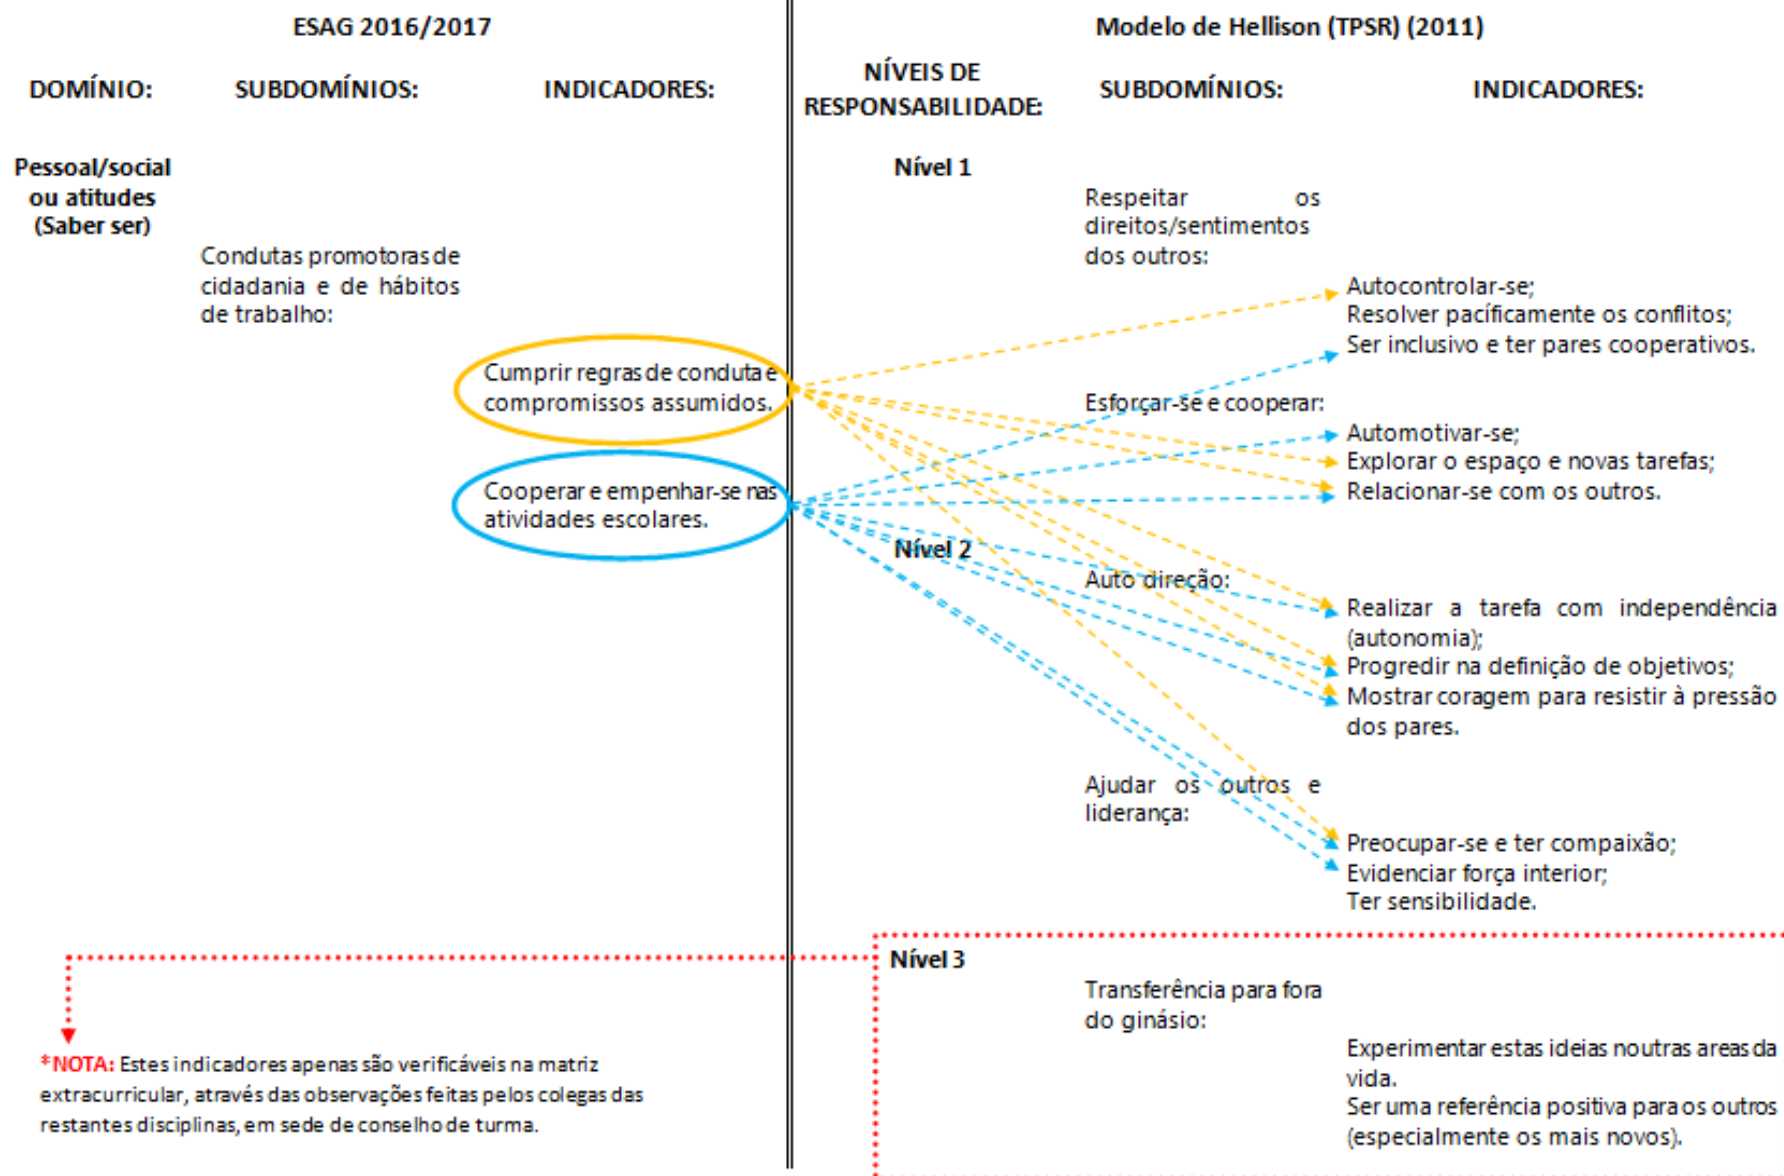 ESAG 2016/2017
DOMÍNIO:
SUBDOMÍNIOS:
INDICADORES:
Pessoal/social
ou atitudes
(Saber ser)
Condutas promotoras de
cidadania e de hábitos
de trabalho:
Cumprir regras de conduta e
compromissos assumidos.
Cooperar e empenhar-se nas
atividades escolares.
*NOTA: Estes indicadores apenas são verificáveis na matriz
extracurricular, através das observações feitas pelos colegas das
restantes disciplinas, em sede de conselho de turma.
Modelo de Hellison (TPSR) (2011)
NÍVEIS DE
RESPONSABILIDADE:
SUBDOMÍNIOS:
INDICADORES:
Nível 1
Respeitar os
direitos/sentimentos
dos outros:
Autocontrolar-se;
Resolver pacíficamente os conflitos;
Ser inclusivo e ter pares cooperativos.
Esforçar-se e cooperar:
Automotivar-se;
Explorar o espaço e novas tarefas;
Relacionar-se com os outros.
Nível 2
Auto direção:
Realizar a tarefa com independência
(autonomia);
Progredir na definição de objetivos;
Mostrar coragem para resistir à pressão
dos pares.
Ajudar os outros e
liderança:
Preocupar-se e ter compaixão;
Evidenciar força interior;
Ter sensibilidade.
Nível 3
Transferência para fora
do ginásio:
Experimentar estas ideias noutras areas da
vida.
Ser uma referência positiva para os outros
(especialmente os mais novos).